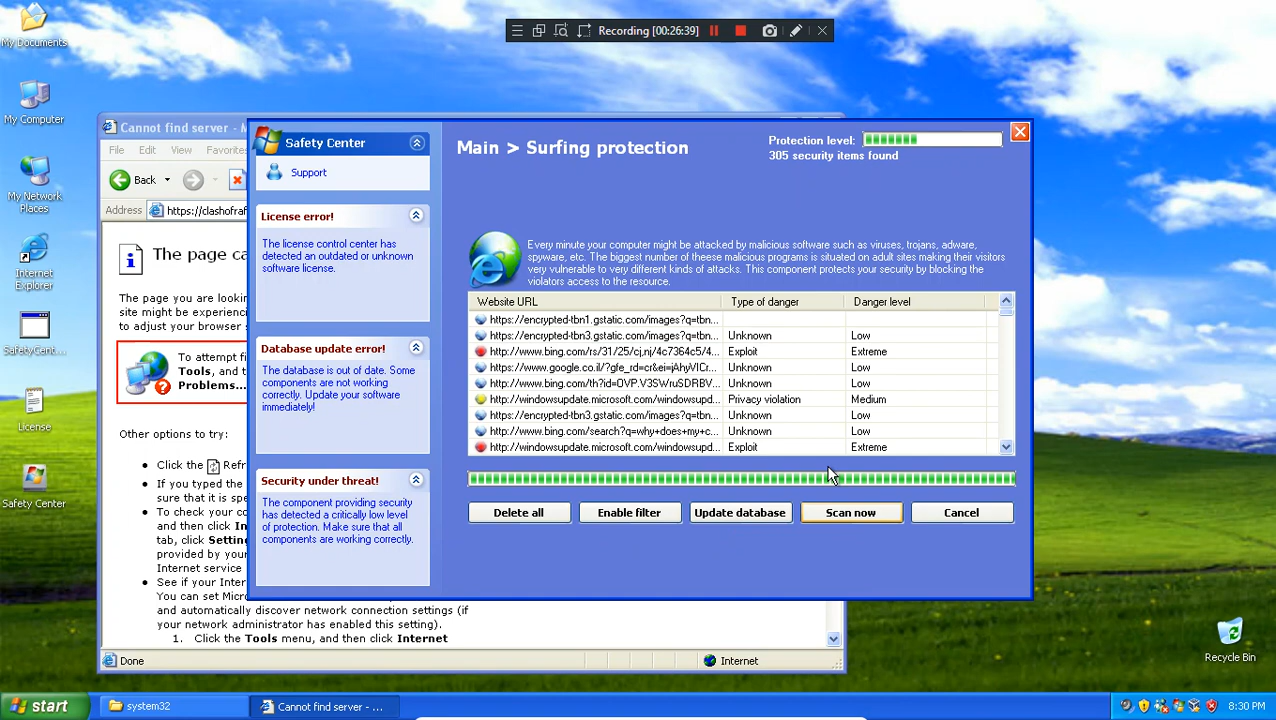 My Documents
My Computer
My Network
Places
Internet
Explorer
SafetyCent...
License
Safety Center
Recycle Bin
Recording [00:26:39]
Cannot find server -
File Edit View Favorites
Back
Address https://clashofraf
The page ca
The page you are lookin
site might be experienci
to adjust your browser s
To attempt f
Tools, and t
Problems...
Other options to try:
Click the Refr
If you typed the
sure that it is spe
To check your co
and then click In
tab, click Setting
provided by your
Internet service
See if your Inter
You can set Micro
and automatically discover network connection settings (if
your network administrator has enabled this setting).
1. Click the Tools menu, and then click Internet
Done
Internet
Safety Center
Support
License error!
The license control center has
detected an outdated or unknown
software license.
Database update error!
The database is out of date. Some
components are not working
correctly. Update your software
immediately!
Security under threat!
The component providing security
has detected a critically low level
of protection. Make sure that all
components are working correctly.
Main > Surfing protection
Protection level:
305 security items found
Every minute your computer might be attacked by malicious software such as viruses, trojans, adware,
spyware, etc. The biggest number of theese malicious programs is situated on adult sites making their visitors
very vulnerable to very different kinds of attacks. This component protects your security by blocking the
violators access to the resource.
Website URL Type of danger Danger level
https://encrypted-tbn1.gstatic.com/images?q=tbn...
https://encrypted-tbn3.gstatic.com/images?q=tbn... Unknown Low
http://www.bing.com/rs/31/25/cj,nj/4c7364c5/4... Exploit Extreme
https://www.google.co.il/?gfe_rd=cr&ei=jAhyVICr... Unknown Low
http://www.bing.com/th?id=OVP.V3SWruSDRBV... Unknown Low
http://windowsupdate.microsoft.com/windowsupd... Privacy violation Medium
https://encrypted-tbn3.gstatic.com/images?q=tbn... Unknown Low
http://www.bing.com/search?q=why+does+my+c... Unknown Low
http://windowsupdate.microsoft.com/windowsupd... Exploit Extreme
Delete all Enable filter Update database Scan now Cancel
start
system32
Cannot find server - ...
8:30 PM